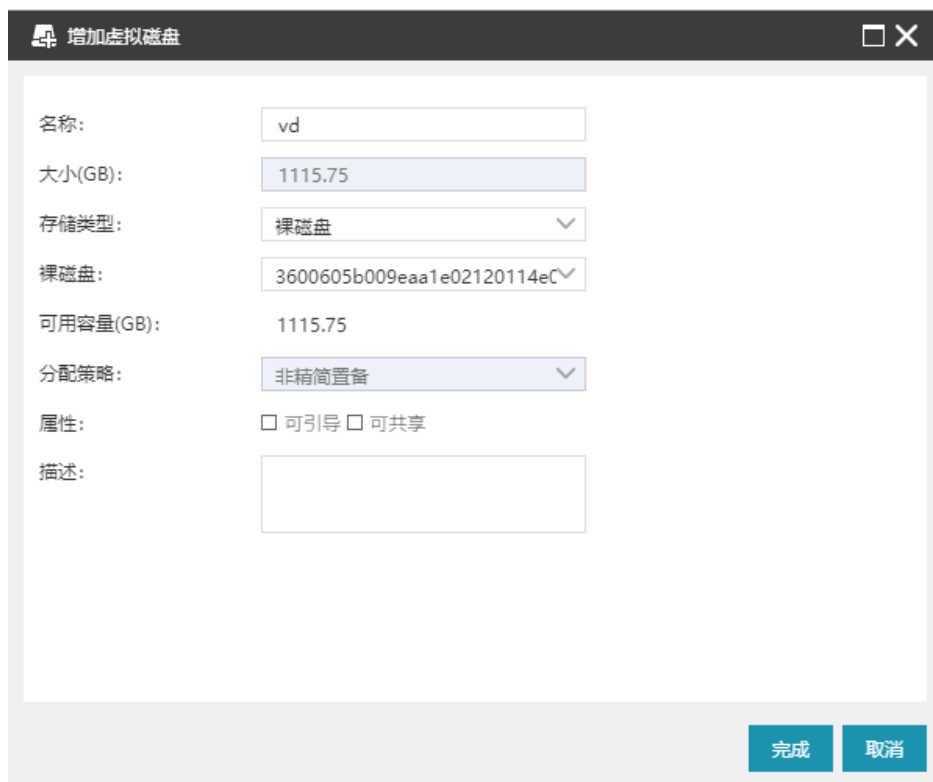 增加虚拟磁盘
名称: vd
大小(GB): 1115.75
存储类型: 裸磁盘
裸磁盘: 3600605b009eaa1e02120114e0
可用容量(GB): 1115.75
分配策略: 非精简置备
属性: 可引导 可共享
描述:
完成 取消